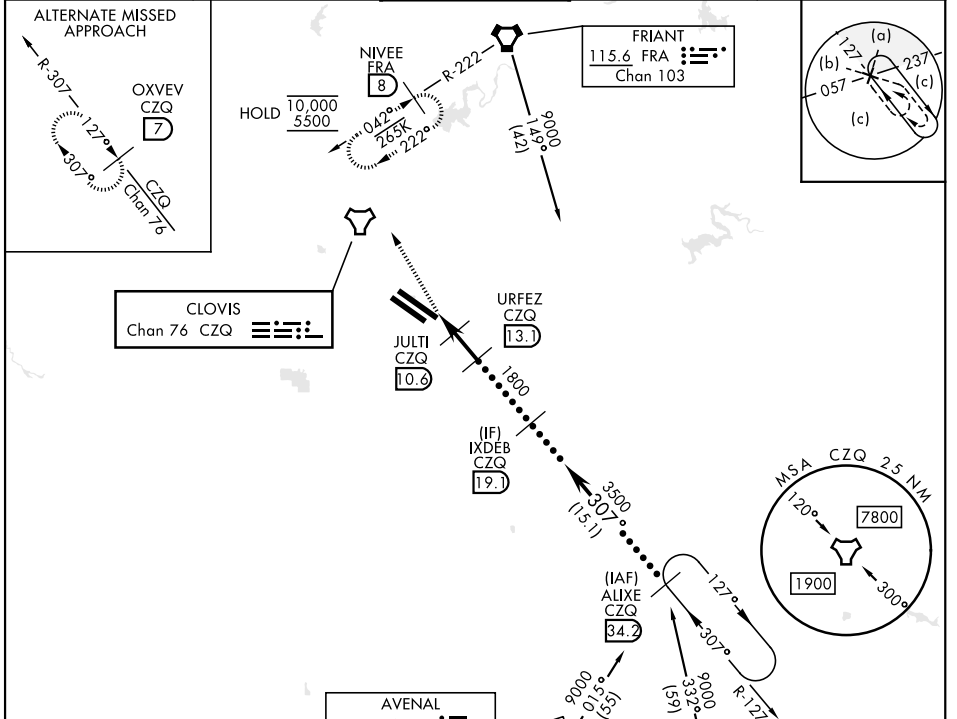 ALTERNATE MISSED
APPROACH
R-307
OXVEV
CZQ
7
127°
307°
CZQ
Chan 76
NIVEE
FRA
8
R-222
HOLD
10,000
5500
042°
265K
222°
FRIANT
115.6 FRA
Chan 103
9000
149°
(42)
127
(a)
(b)
237
057
(c)
(c)
CLOVIS
Chan 76 CZQ
URFEZ
CZQ
13.1
JULTI
CZQ
10.6
1800
(IF)
IXDEB
CZQ
19.1
3500
307°
(15.1)
MSA CZQ 25 NM
120°
7800
1900
300°
(IAF)
ALIXE
CZQ
34.2
127°
307°
R-127
9000
015°
(55)
9000
332°
(59)
AVENAL